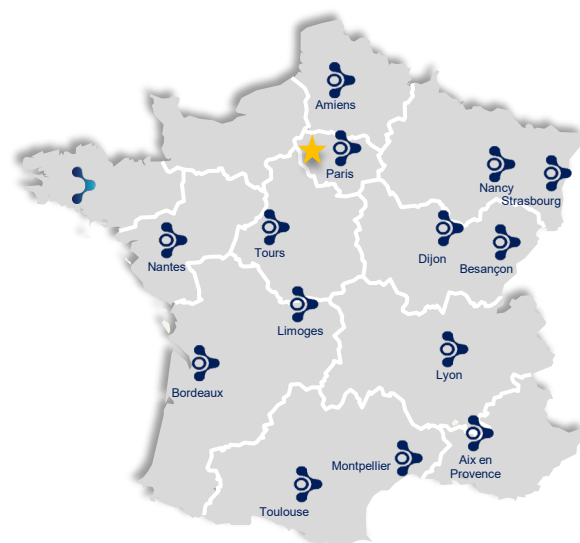 Amiens
Paris
Nancy
Strasbourg
Nantes
Tours
Dijon
Besançon
Limoges
Bordeaux
Lyon
Montpellier
Aix en
Provence
Toulouse